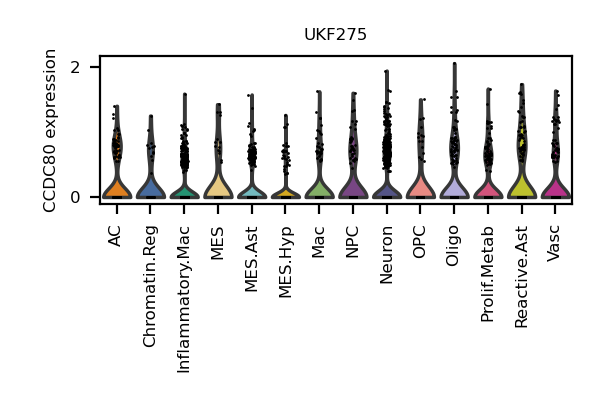 UKF275
CCDC80 expression
2
0
AC
Chromatin.Reg
Inflammatory.Mac
MES
MES.Ast
MES.Hyp
Mac
NPC
Neuron
OPC
Oligo
Prolif.Metab
Reactive.Ast
Vasc